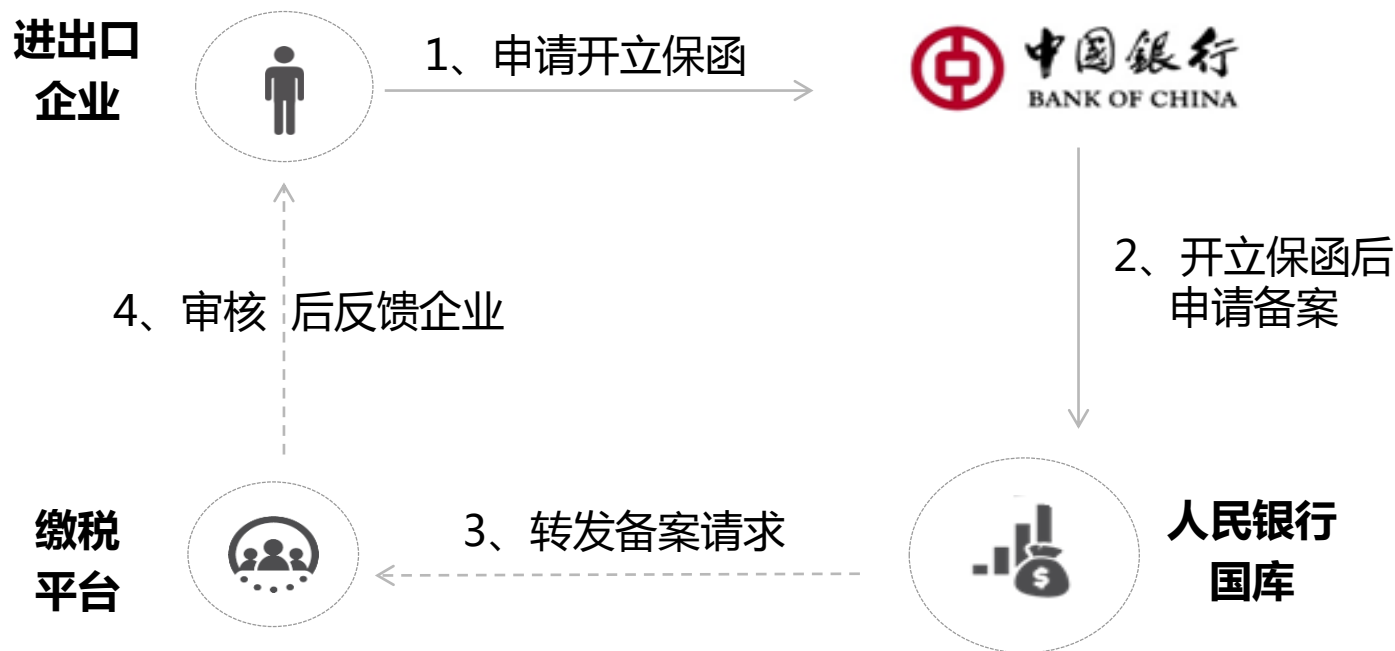 进出口
企业
1、申请开立保函
中国銀行
BANK OF CHINA
2、开立保函后
申请备案
4、审核 后反馈企业
缴税
平台
3、转发备案请求
$
人民银行
国库